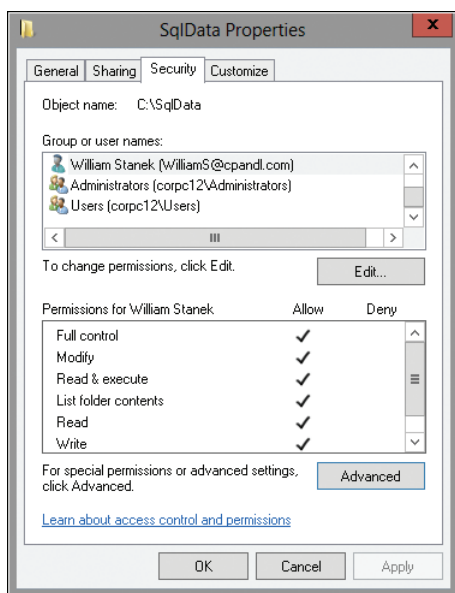 SqlData Properties
x
General Sharing Security Customize
Object name: C:\SqlData
Group or user names:
William Stanek (WilliamS@cpandl.com)
Administrators (corpc12\Administrators)
Users (corpc12\Users)
To change permissions, click Edit.
Edit...
Permissions for William Stanek Allow Deny
Full control
Modify
Read & execute
List folder contents
Read
Write
For special permissions or advanced settings,
click Advanced.
Advanced
Learn about access control and permissions
OK Cancel Apply